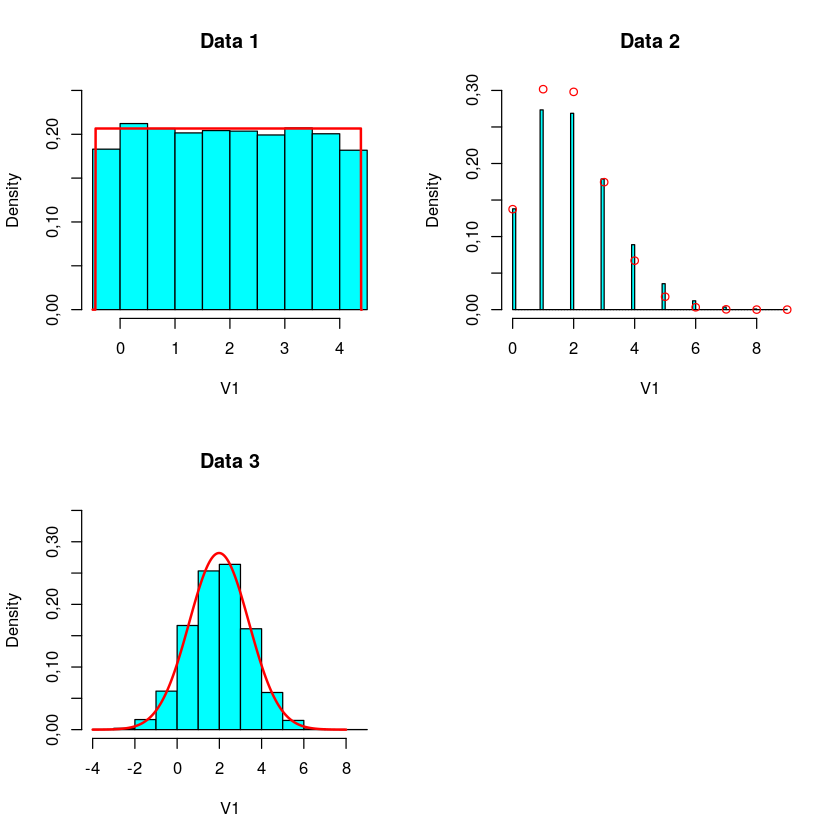 Data 1
Density
0,00 0,10 0,20
0 1 2 3 4
V1
Data 2
Density
0,00 0,10 0,20 0,30
0 2 4 6 8
V1
Data 3
Density
0,00 0,10 0,20 0,30
-4 -2 0 2 4 6 8
V1